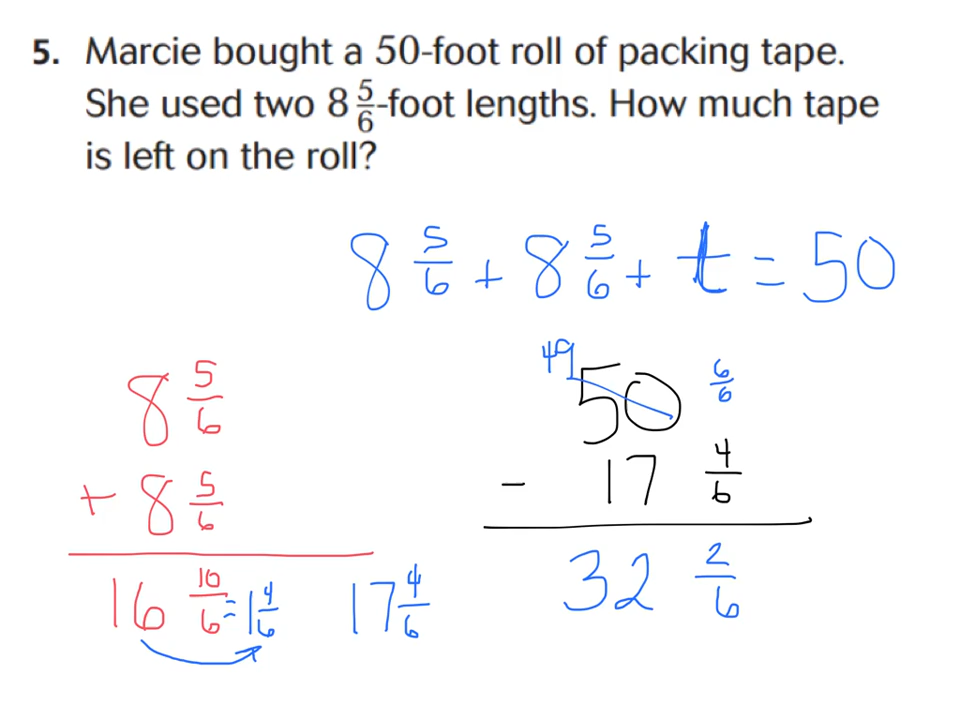 5. Marcie bought a 50-foot roll of packing tape.
She used two 8 5/6-foot lengths. How much tape
is left on the roll?
8 5/6 + 8 5/6 + t = 50
8 5/6
+ 8 5/6
16 10/6 = 1 4/6
17 4/6
49
50 6/6
- 17 4/6
32 2/6